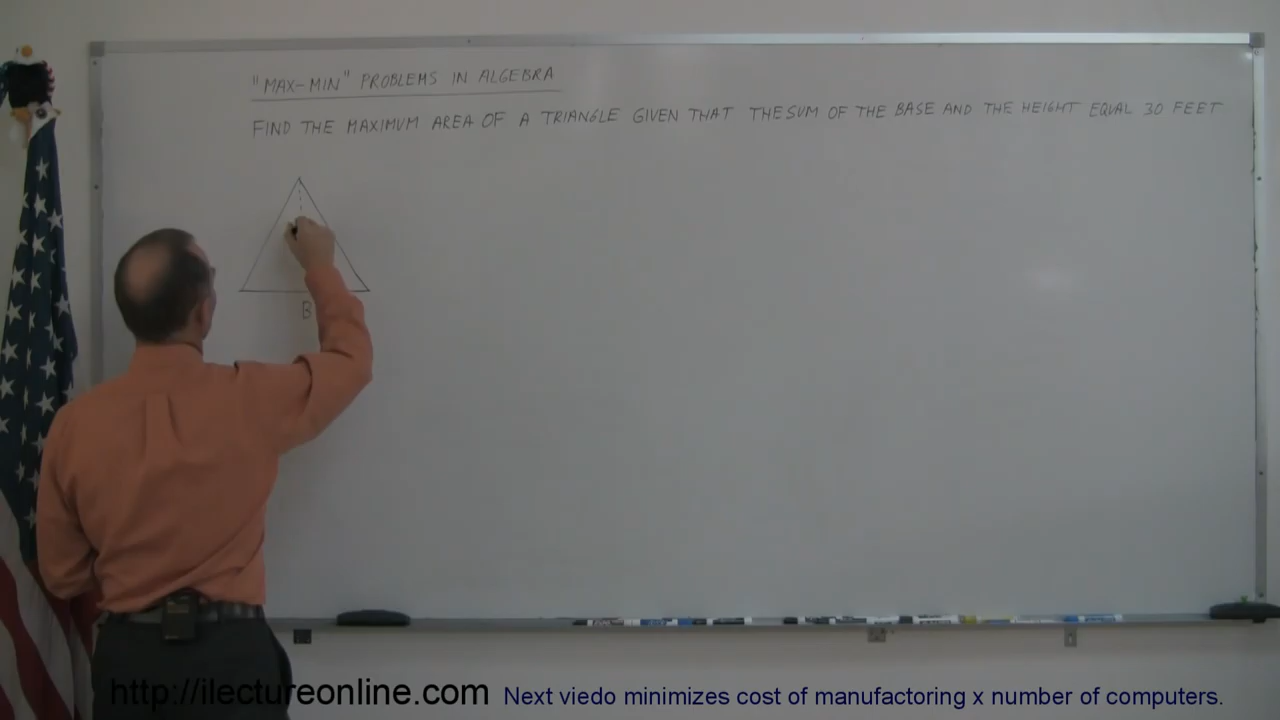 "MAX-MIN" PROBLEMS IN ALGEBRA
FIND THE MAXIMUM AREA OF A TRIANGLE GIVEN THAT THE SUM OF THE BASE AND THE HEIGHT EQUAL 30 FEET
B
http://ilectureonline.com Next viedo minimizes cost of manufactoring x number of computers.